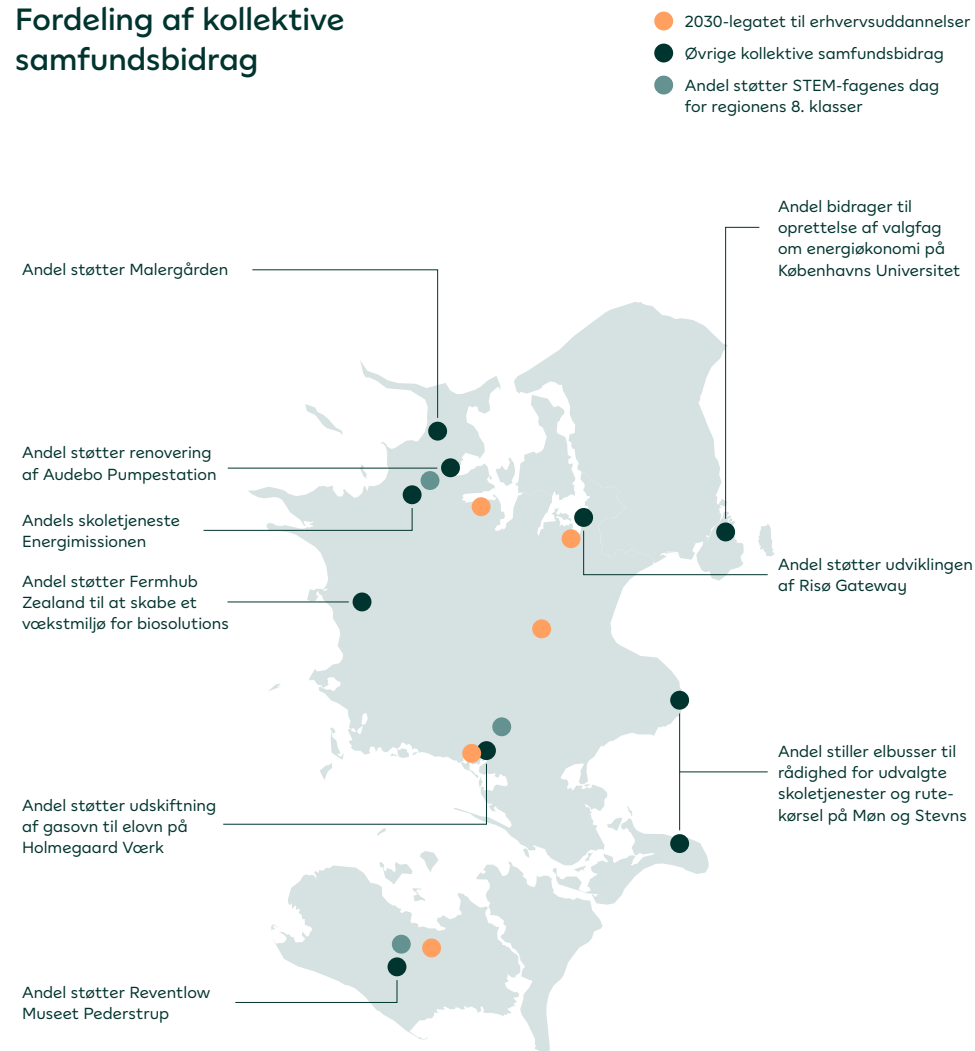 Fordeling af kollektive
samfundsbidrag
2030-legatet til erhvervsuddannelser
Øvrige kollektive samfundsbidrag
Andel støtter STEM-fagenes dag
for regionens 8. klasser
Andel bidrager til
oprettelse af valgfag
om energiøkonomi på
Københavns Universitet
Andel støtter Malergården
Andel støtter renovering
af Audebo Pumpestation
Andels skoletjeneste
Energimissionen
Andel støtter Fermhub
Zealand til at skabe et
vækstmiljø for biosolutions
Andel støtter udviklingen
af Risø Gateway
Andel stiller elbusser til
rådighed for udvalgte
skoletjenester og rute-
kørsel på Møn og Stevns
Andel støtter udskiftning
af gasovn til elovn på
Holmegaard Værk
Andel støtter Reventlow
Museet Pederstrup